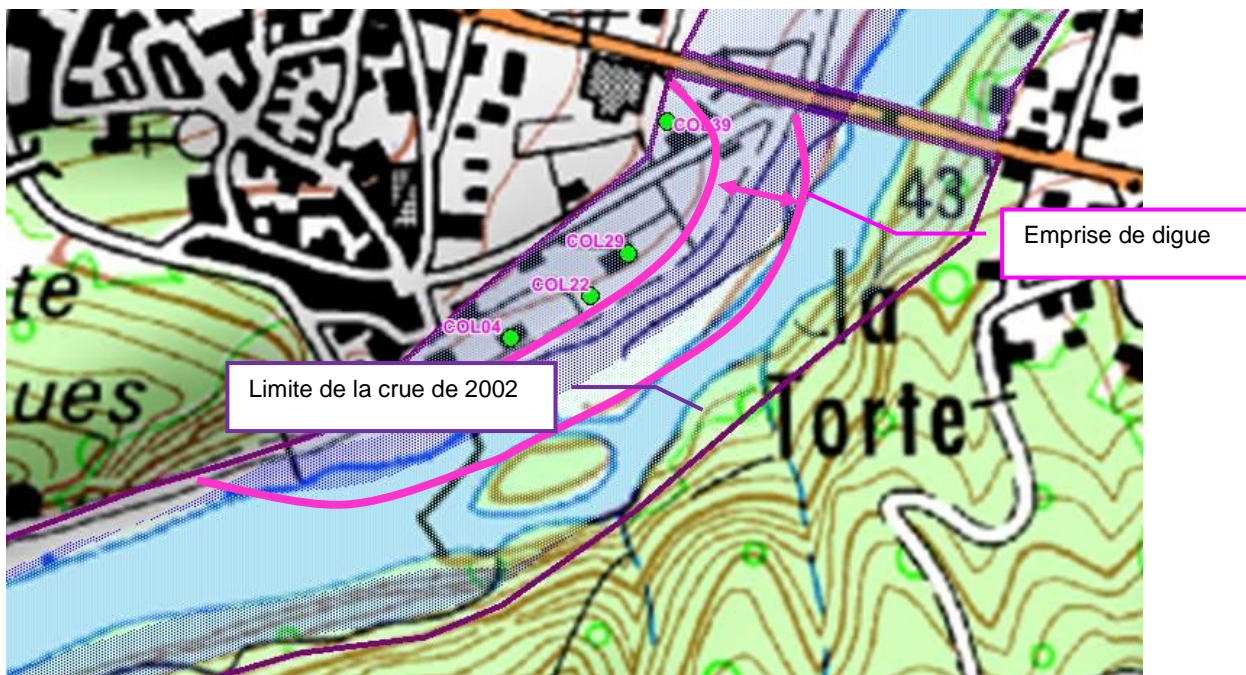 COL39
43
Emprise de digue
COL29
COL22
te
la
COL04
Limite de la crue de 2002
ues
Torte